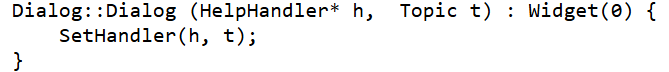 Dialog::Dialog (HelpHandler* h,  Topic t) : Widget(0) {
    SetHandler(h, t);
}